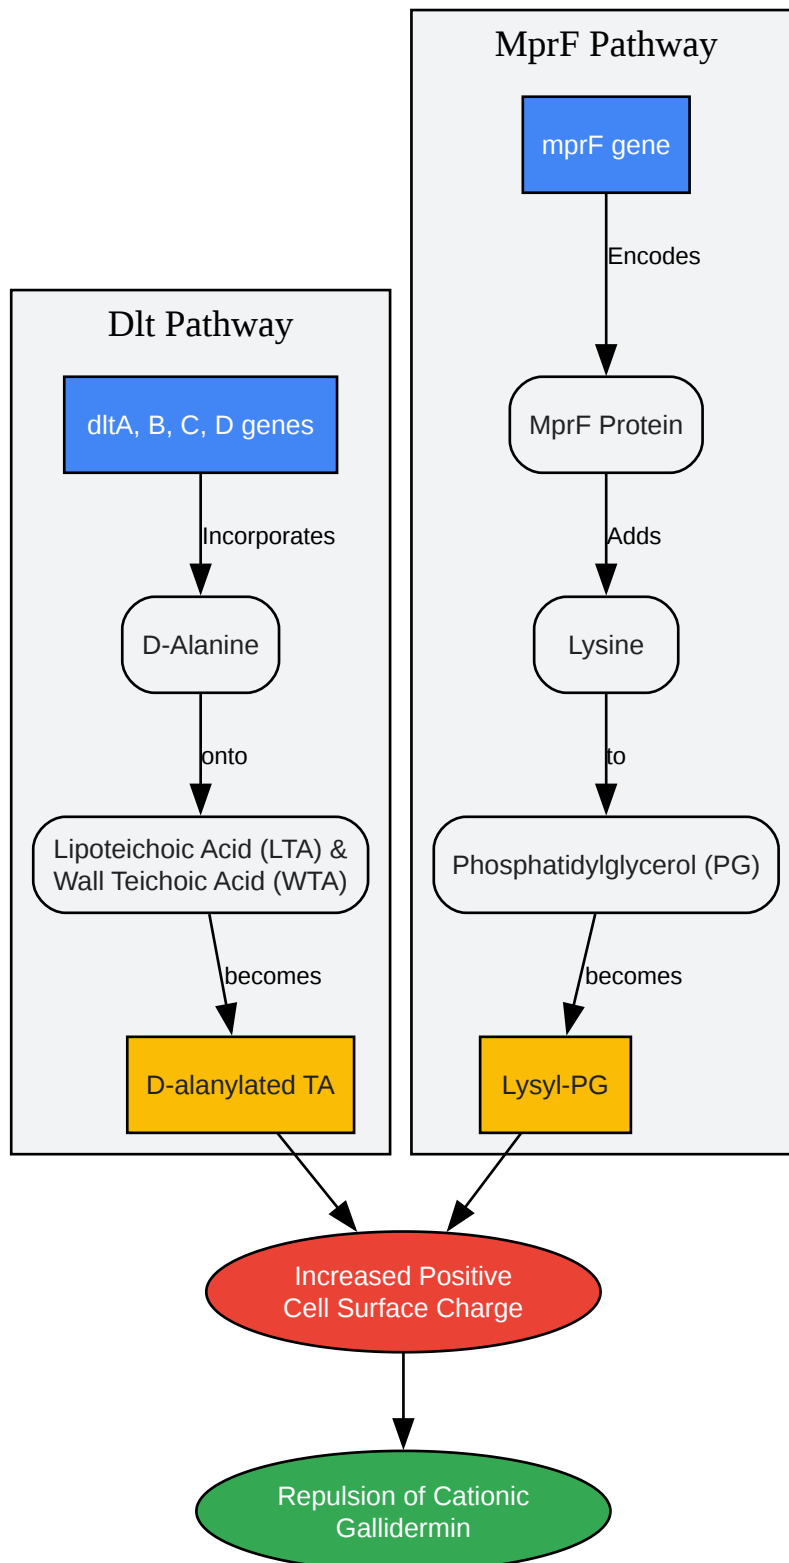 MprF Pathway
mprF gene
Encodes
Dlt Pathway
dltA, B, C, D genes
MprF Protein
Incorporates
Adds
D-Alanine
Lysine
onto
to
Lipoteichoic Acid (LTA) &
Wall Teichoic Acid (WTA)
Phosphatidylglycerol (PG)
becomes
becomes
D-alanylated TA
Lysyl-PG
Increased Positive
Cell Surface Charge
Repulsion of Cationic
Gallidermin